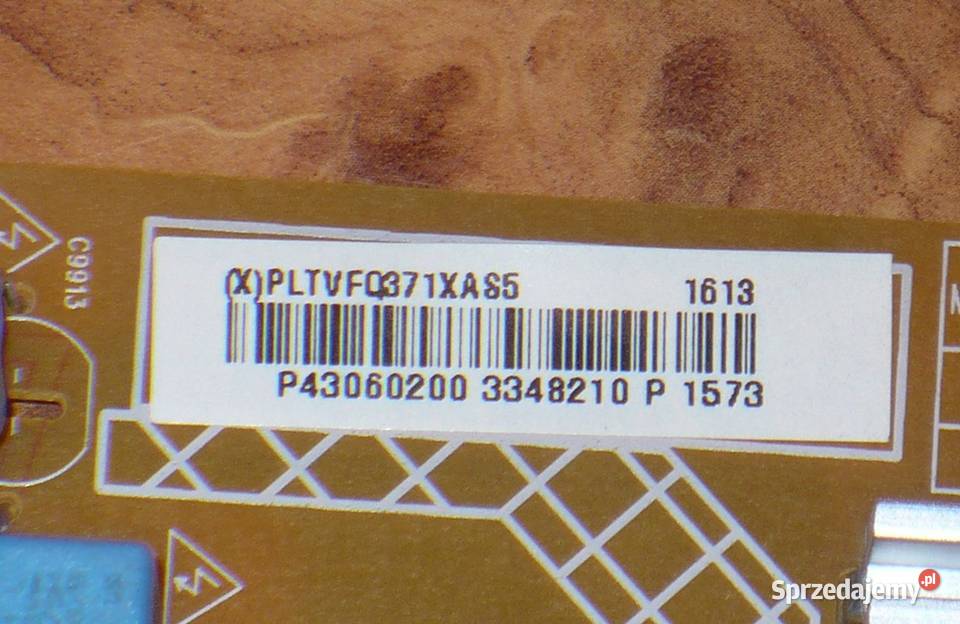 (X)PLTVFQ371XAS5 1613
P43060200 3348210 P 1573
C9913
Sprzedajemy.pl